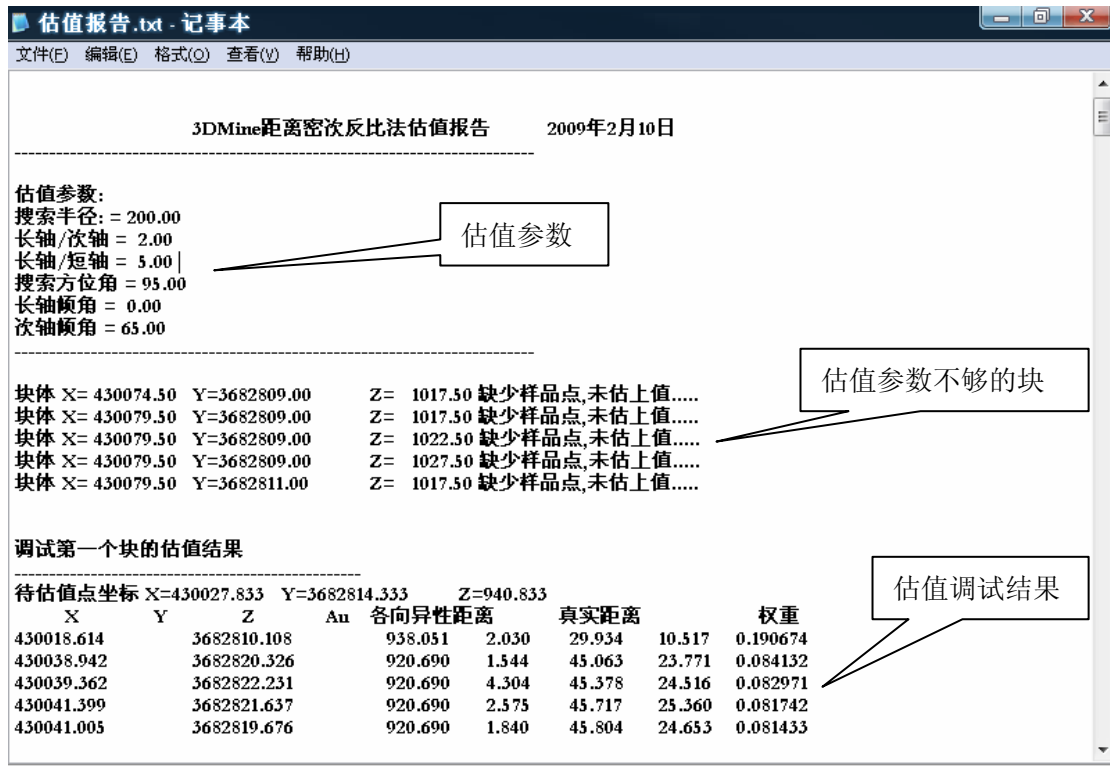 估值报告.txt - 记事本
文件(F) 编辑(E) 格式(O) 查看(V) 帮助(H)
3DMine距离密次反比法估值报告 2009年2月10日
--------------------------------------------------------------------------
估值参数:
搜索半径: = 200.00
长轴/次轴 = 2.00
长轴/短轴 = 5.00
搜索方位角 = 95.00
长轴倾角 = 0.00
次轴倾角 = 65.00
估值参数
--------------------------------------------------------------------------
估值参数不够的块
块体 X= 430074.50 Y=3682809.00 Z= 1017.50 缺少样品点,未估上值.....
块体 X= 430079.50 Y=3682809.00 Z= 1017.50 缺少样品点,未估上值.....
块体 X= 430079.50 Y=3682809.00 Z= 1022.50 缺少样品点,未估上值.....
块体 X= 430079.50 Y=3682809.00 Z= 1027.50 缺少样品点,未估上值.....
块体 X= 430079.50 Y=3682811.00 Z= 1017.50 缺少样品点,未估上值.....
调试第一个块的估值结果
-------------------------------------------------
估值调试结果
待估值点坐标 X=430027.833 Y=3682814.333 Z=940.833
X Y Z Au 各向异性距离 真实距离 权重
430018.614 3682810.108 938.051 2.030 29.934 10.517 0.190674
430038.942 3682820.326 920.690 1.544 45.063 23.771 0.084132
430039.362 3682822.231 920.690 4.304 45.378 24.516 0.082971
430041.399 3682821.637 920.690 2.575 45.717 25.360 0.081742
430041.005 3682819.676 920.690 1.840 45.804 24.653 0.081433